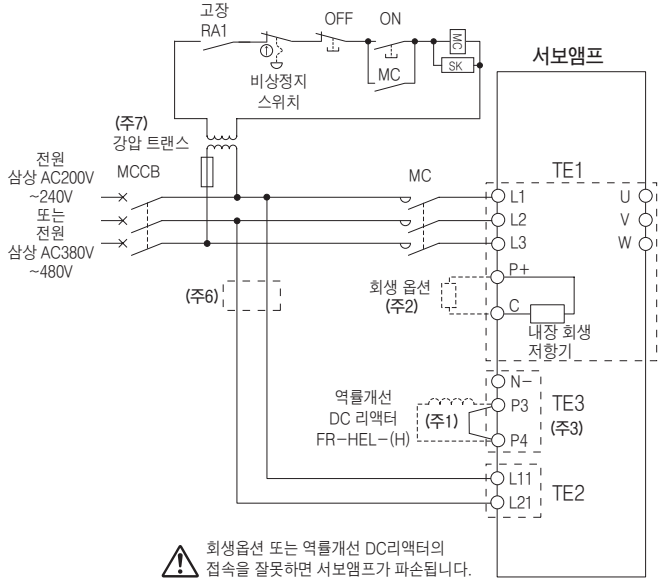 고장
RA1
OFF
ON
MC
SK
MC
비상정지
스위치
서보앰프
(주7)
강압 트랜스
전원
삼상 AC200V
~240V
또는
전원
삼상 AC380V
~480V
MCCB
MC
TE1
L1
L2
L3
U
V
W
P+
C
회생 옵션
(주2)
내장 회생
저항기
(주6)
N-
P3
P4
TE3
(주3)
역률개선
DC 리액터
FR-HEL-(H)
(주1)
L11
L21
TE2
회생옵션 또는 역률개선 DC리액터의
접속을 잘못하면 서보앰프가 파손됩니다.